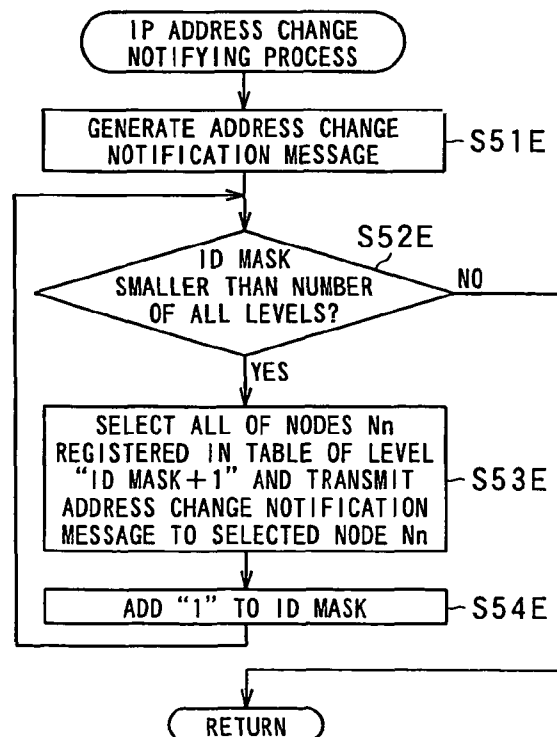 IP ADDRESS CHANGE
NOTIFYING PROCESS
GENERATE ADDRESS CHANGE
NOTIFICATION MESSAGE
S51E
S52E
ID MASK
SMALLER THAN NUMBER
OF ALL LEVELS?
NO
YES
SELECT ALL OF NODES Nn
REGISTERED IN TABLE OF LEVEL
“ID MASK+1” AND TRANSMIT
ADDRESS CHANGE NOTIFICATION
MESSAGE TO SELECTED NODE Nn
S53E
ADD “1” TO ID MASK
S54E
RETURN